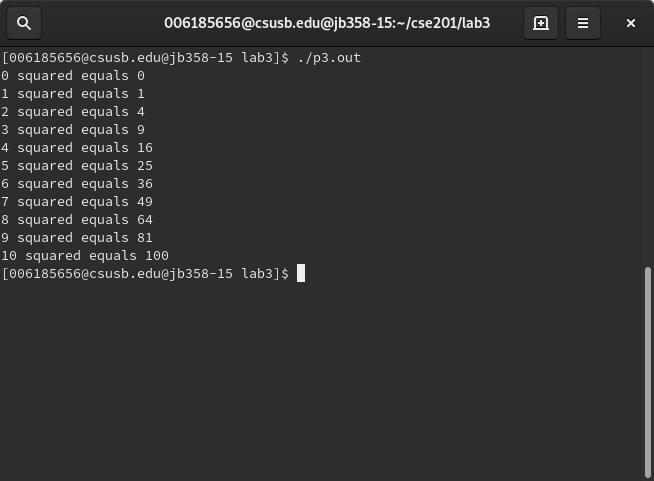 006185656@csusb.edu@jb358-15:~/cse201/lab3
[006185656@csusb.edu@jb358-15 lab3]$ ./p3.out
0 squared equals 0
1 squared equals 1
2 squared equals 4
3 squared equals 9
4 squared equals 16
5 squared equals 25
6 squared equals 36
7 squared equals 49
8 squared equals 64
9 squared equals 81
10 squared equals 100
[006185656@csusb.edu@jb358-15 lab3]$